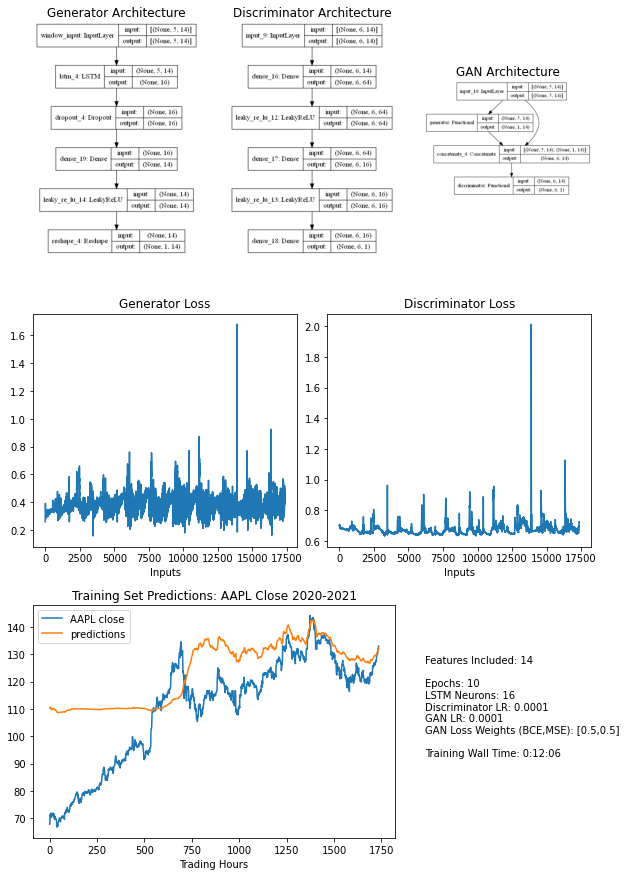 Generator Architecture
window_input: InputLayer input: [(None, 5, 14)]
output: [(None, 5, 14)]
lstm_4: LSTM input: (None, 5, 14)
output: (None, 16)
dropout_4: Dropout input: (None, 16)
output: (None, 16)
dense_19: Dense input: (None, 16)
output: (None, 14)
leaky_re_lu_14: LeakyReLU input: (None, 14)
output: (None, 14)
reshape_4: Reshape input: (None, 14)
output: (None, 1, 14)
Discriminator Architecture
input_9: InputLayer input: [(None, 6, 14)]
output: [(None, 6, 14)]
dense_16: Dense input: (None, 6, 14)
output: (None, 6, 64)
leaky_re_lu_12: LeakyReLU input: (None, 6, 64)
output: (None, 6, 64)
dense_17: Dense input: (None, 6, 64)
output: (None, 6, 16)
leaky_re_lu_13: LeakyReLU input: (None, 6, 16)
output: (None, 6, 16)
dense_18: Dense input: (None, 6, 16)
output: (None, 6, 1)
GAN Architecture
input_10: InputLayer input: [(None, 5, 14)]
output: [(None, 5, 14)]
generator: Functional input: (None, 5, 14)
output: (None, 1, 14)
concatenate_4: Concatenate input: [(None, 5, 14), (None, 1, 14)]
output: (None, 6, 14)
discriminator: Functional input: (None, 6, 14)
output: (None, 6, 1)
Generator Loss
1.6
1.4
1.2
1.0
0.8
0.6
0.4
0.2
0 2500 5000 7500 10000 12500 15000 17500
Inputs
Discriminator Loss
2.0
1.8
1.6
1.4
1.2
1.0
0.8
0.6
0 2500 5000 7500 10000 12500 15000 17500
Inputs
Training Set Predictions: AAPL Close 2020-2021
AAPL close
predictions
140
130
120
110
100
90
80
70
0 250 500 750 1000 1250 1500 1750
Trading Hours
Features Included: 14
Epochs: 10
LSTM Neurons: 16
Discriminator LR: 0.0001
GAN LR: 0.0001
GAN Loss Weights (BCE,MSE): [0.5,0.5]
Training Wall Time: 0:12:06